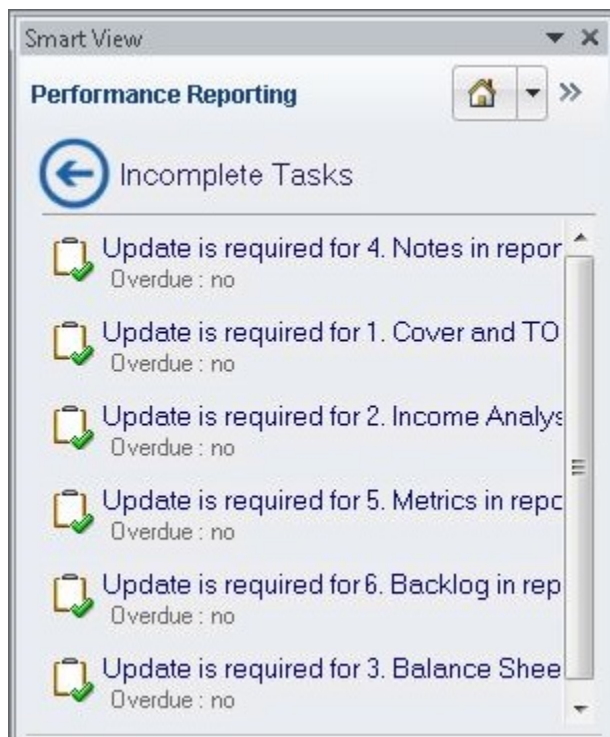 Smart View
Performance Reporting
Incomplete Tasks
Update is required for 4. Notes in repor
Overdue : no
Update is required for 1. Cover and TO
Overdue : no
Update is required for 2. Income Analys
Overdue : no
Update is required for 5. Metrics in repo
Overdue : no
Update is required for 6. Backlog in rep
Overdue : no
Update is required for 3. Balance Shee
Overdue : no